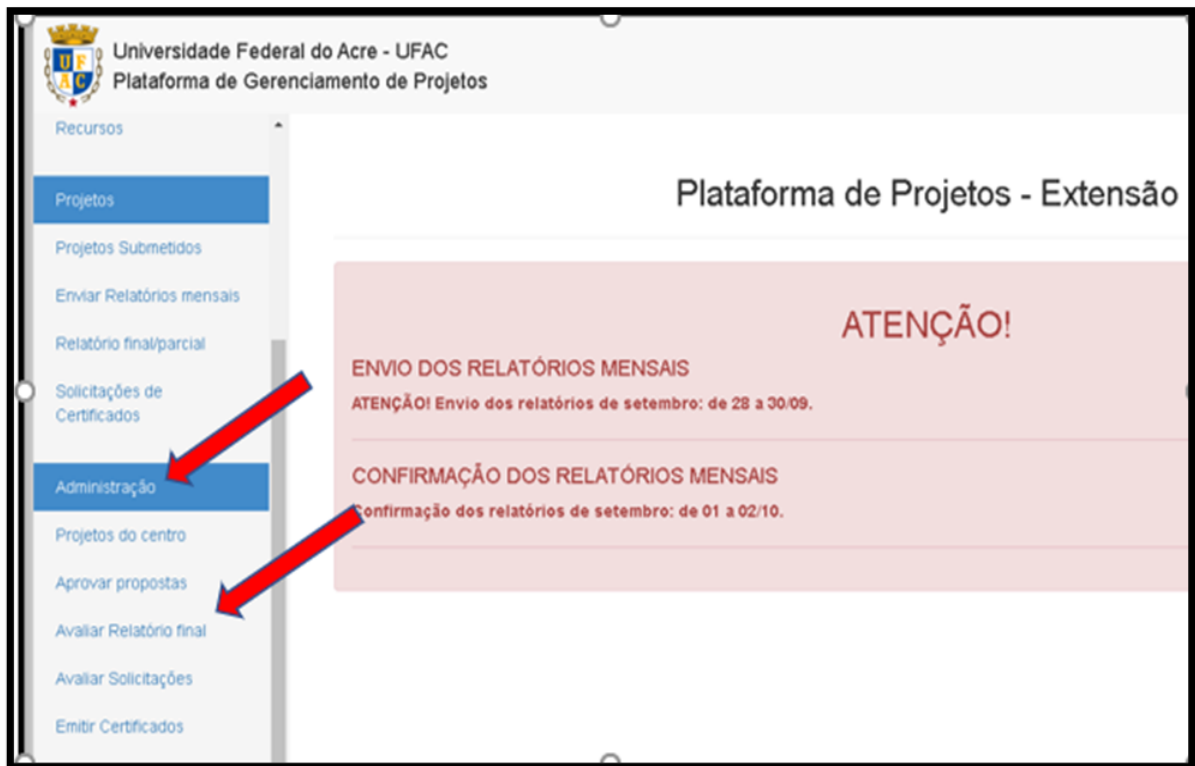 Universidade Federal do Acre - UFAC
Plataforma de Gerenciamento de Projetos
UF
AC
Recursos
Projetos
Projetos Submetidos
Enviar Relatórios mensais
Relatório final/parcial
Solicitações de
Certificados
Administração
Projetos do centro
Aprovar propostas
Avaliar Relatório final
Avaliar Solicitações
Emitir Certificados
Plataforma de Projetos - Extensão
ATENÇÃO!
ENVIO DOS RELATÓRIOS MENSAIS
ATENÇÃO! Envio dos relatórios de setembro: de 28 a 30/09.
CONFIRMAÇÃO DOS RELATÓRIOS MENSAIS
Confirmação dos relatórios de setembro: de 01 a 02/10.